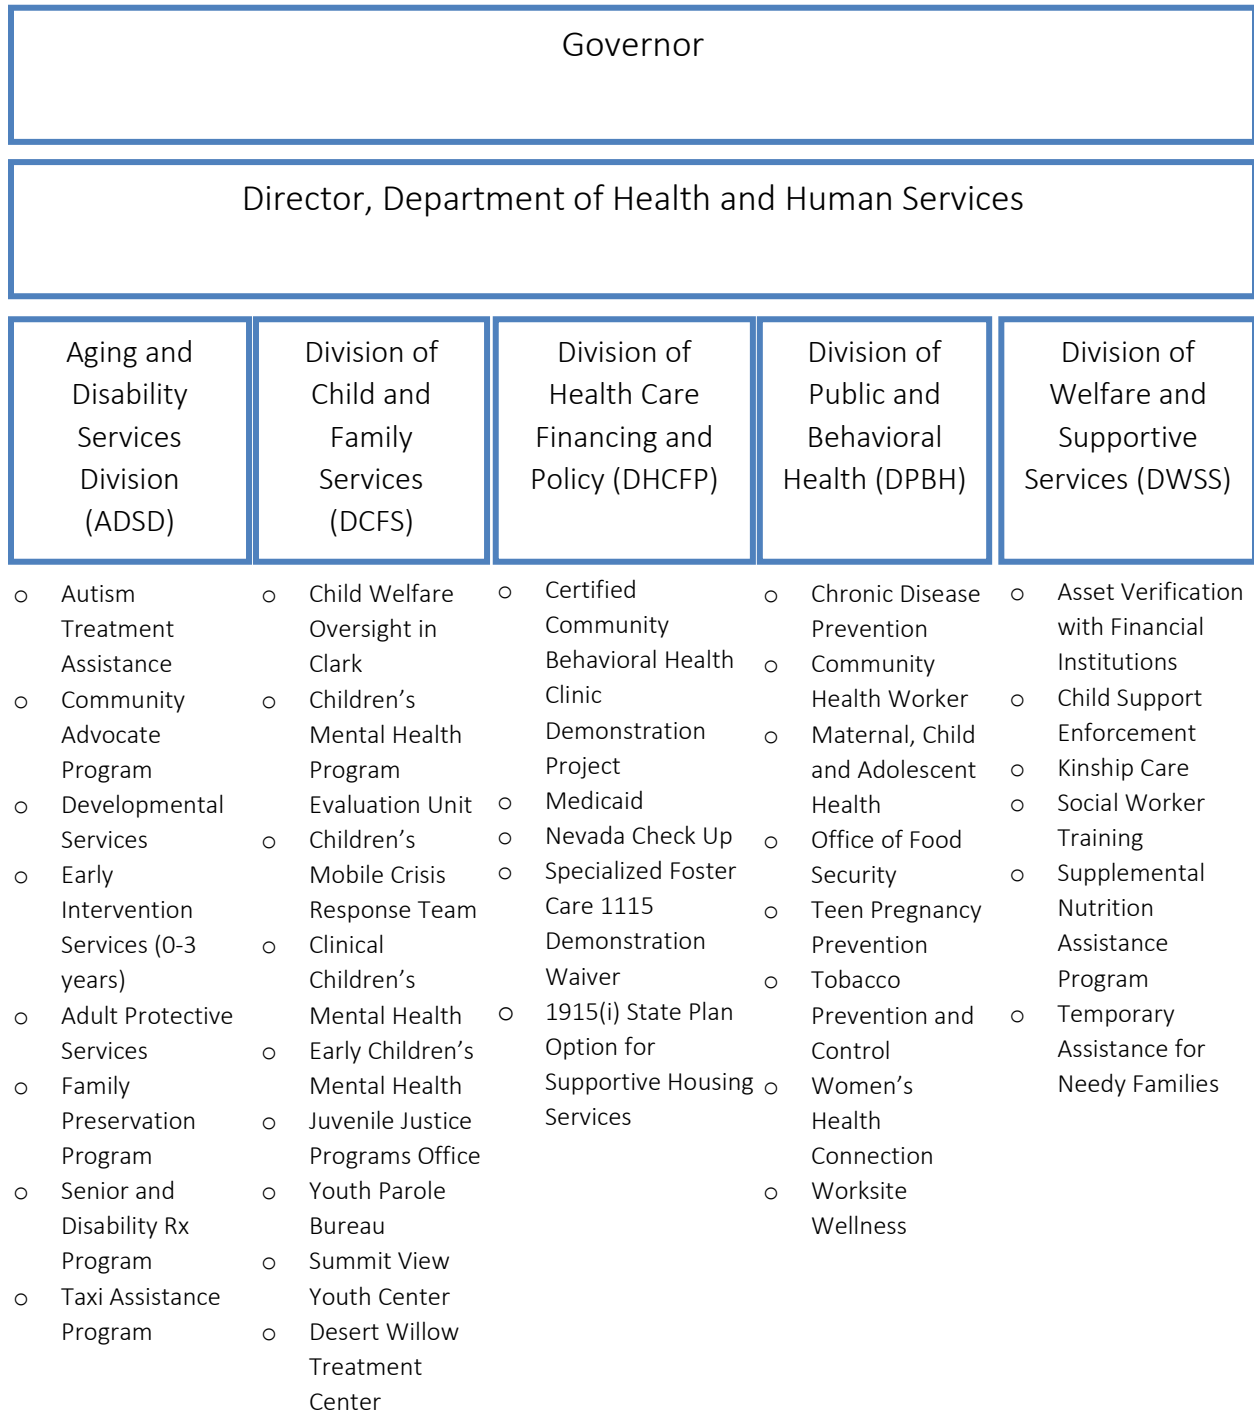 Governor
Director, Department of Health and Human Services
Aging and
Disability
Services
Division
(ADSD)
Division of
Child and
Family
Services
(DCFS)
Division of
Health Care
Financing and
Policy (DHCFP)
Division of
Public and
Behavioral
Health (DPBH)
Division of
Welfare and
Supportive
Services (DWSS)
o Autism
Treatment
Assistance
o Community
Advocate
Program
o Developmental
Services
o Early
Intervention
Services (0-3
years)
o Adult Protective
Services
o Family
Preservation
Program
o Senior and
Disability Rx
Program
o Taxi Assistance
Program
o Child Welfare
Oversight in
Clark
o Children’s
Mental Health
Program
Evaluation Unit
o Children’s
Mobile Crisis
Response Team
o Clinical
Children’s
Mental Health
o Early Children’s
Mental Health
o Juvenile Justice
Programs Office
o Youth Parole
Bureau
o Summit View
Youth Center
o Desert Willow
Treatment
Center
o Certified
Community
Behavioral Health
Clinic
Demonstration
Project
o Medicaid
o Nevada Check Up
o Specialized Foster
Care 1115
Demonstration
Waiver
o 1915(i) State Plan
Option for
Supportive Housing
Services
o Chronic Disease
Prevention
o Community
Health Worker
o Maternal, Child
and Adolescent
Health
o Office of Food
Security
o Teen Pregnancy
Prevention
o Tobacco
Prevention and
Control
o Women’s
Health
Connection
o Worksite
Wellness
o Asset Verification
with Financial
Institutions
o Child Support
Enforcement
o Kinship Care
o Social Worker
Training
o Supplemental
Nutrition
Assistance
Program
o Temporary
Assistance for
Needy Families